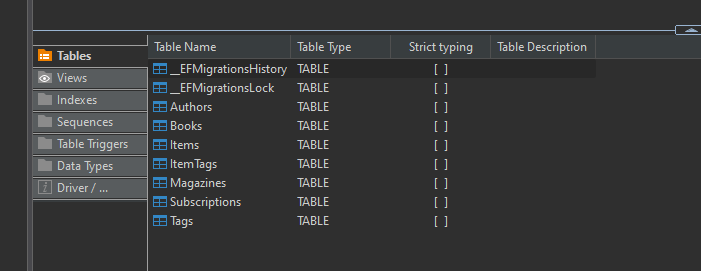 Tables
Views
Indexes
Sequences
Table Triggers
Data Types
Driver / ...
Table Name Table Type Strict typing Table Description
__EFMigrationsHistory TABLE [ ]
__EFMigrationsLock TABLE [ ]
Authors TABLE [ ]
Books TABLE [ ]
Items TABLE [ ]
ItemTags TABLE [ ]
Magazines TABLE [ ]
Subscriptions TABLE [ ]
Tags TABLE [ ]